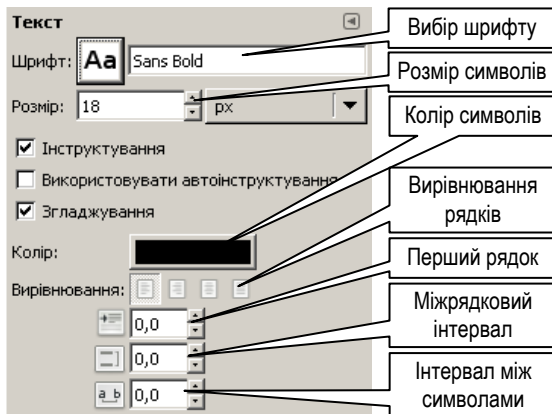 Текст
Вибір шрифту
Шрифт: Aa Sans Bold
Розмір символів
Розмір: 18 px
Колір символів
Інструктування
Використовувати автоінструктування
Згладжування
Вирівнювання
рядків
Колір:
Перший рядок
Вирівнювання:
0,0
Міжрядковий
інтервал
0,0
Інтервал між
символами
a b 0,0